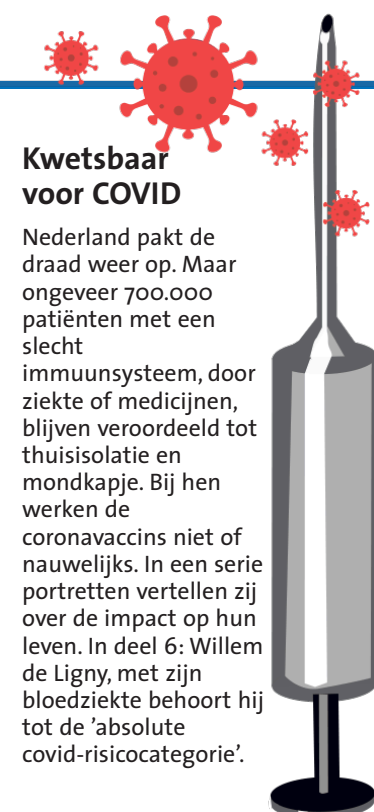 Kwetsbaar
voor COVID
Nederland pakt de
draad weer op. Maar
ongeveer 700.000
patiënten met een
slecht
immuunsysteem, door
ziekte of medicijnen,
blijven veroordeeld tot
thuisisolatie en
mondkapje. Bij hen
werken de
coronavaccins niet of
nauwelijks. In een serie
portretten vertellen zij
over de impact op hun
leven. In deel 6: Willem
de Ligny, met zijn
bloedziekte behoort hij
tot de ’absolute
covid-risicocategorie’.